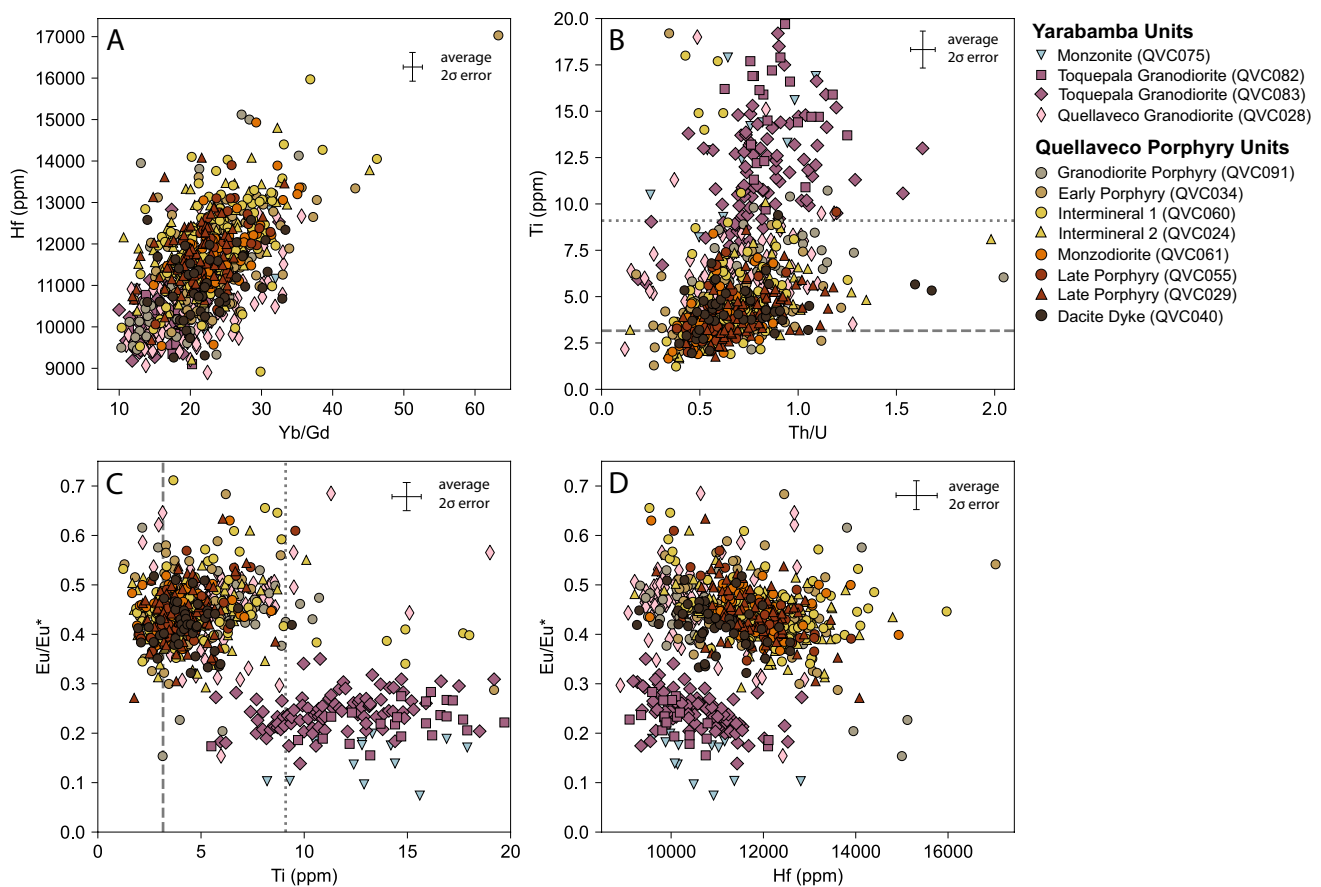 A
average
2σ error
17000
16000
15000
14000
13000
12000
11000
10000
9000
Hf (ppm)
10 20 30 40 50 60
Yb/Gd
B
average
2σ error
20.0
17.5
15.0
12.5
10.0
7.5
5.0
2.5
0.0
Ti (ppm)
0.0 0.5 1.0 1.5 2.0
Th/U
Yarabamba Units
Monzonite (QVC075)
Toquepala Granodiorite (QVC082)
Toquepala Granodiorite (QVC083)
Quellaveco Granodiorite (QVC028)
Quellaveco Porphyry Units
Granodiorite Porphyry (QVC091)
Early Porphyry (QVC034)
Intermineral 1 (QVC060)
Intermineral 2 (QVC024)
Monzodiorite (QVC061)
Late Porphyry (QVC055)
Late Porphyry (QVC029)
Dacite Dyke (QVC040)
C
average
2σ error
0.7
0.6
0.5
0.4
0.3
0.2
0.1
0.0
Eu/Eu*
0 5 10 15 20
Ti (ppm)
D
average
2σ error
0.7
0.6
0.5
0.4
0.3
0.2
0.1
0.0
Eu/Eu*
10000 12000 14000 16000
Hf (ppm)